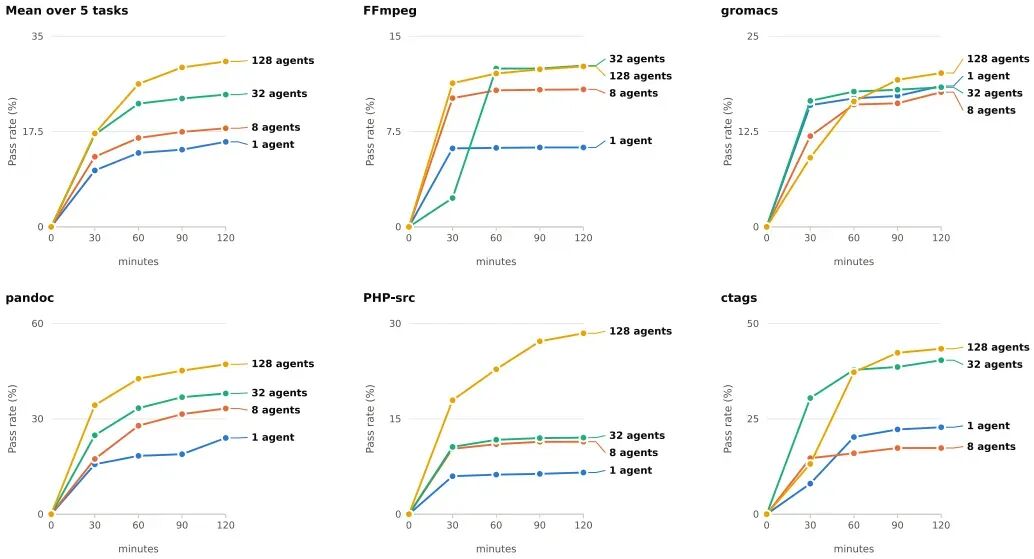 Mean over 5 tasks
35
17.5
0
Pass rate (%)
0 30 60 90 120
minutes
128 agents
32 agents
8 agents
1 agent
FFmpeg
15
7.5
0
Pass rate (%)
0 30 60 90 120
minutes
32 agents
128 agents
8 agents
1 agent
gromacs
25
12.5
0
Pass rate (%)
0 30 60 90 120
minutes
128 agents
1 agent
32 agents
8 agents
pandoc
60
30
0
Pass rate (%)
0 30 60 90 120
minutes
128 agents
32 agents
8 agents
1 agent
PHP-src
30
15
0
Pass rate (%)
0 30 60 90 120
minutes
128 agents
32 agents
8 agents
1 agent
ctags
50
25
0
Pass rate (%)
0 30 60 90 120
minutes
128 agents
32 agents
1 agent
8 agents